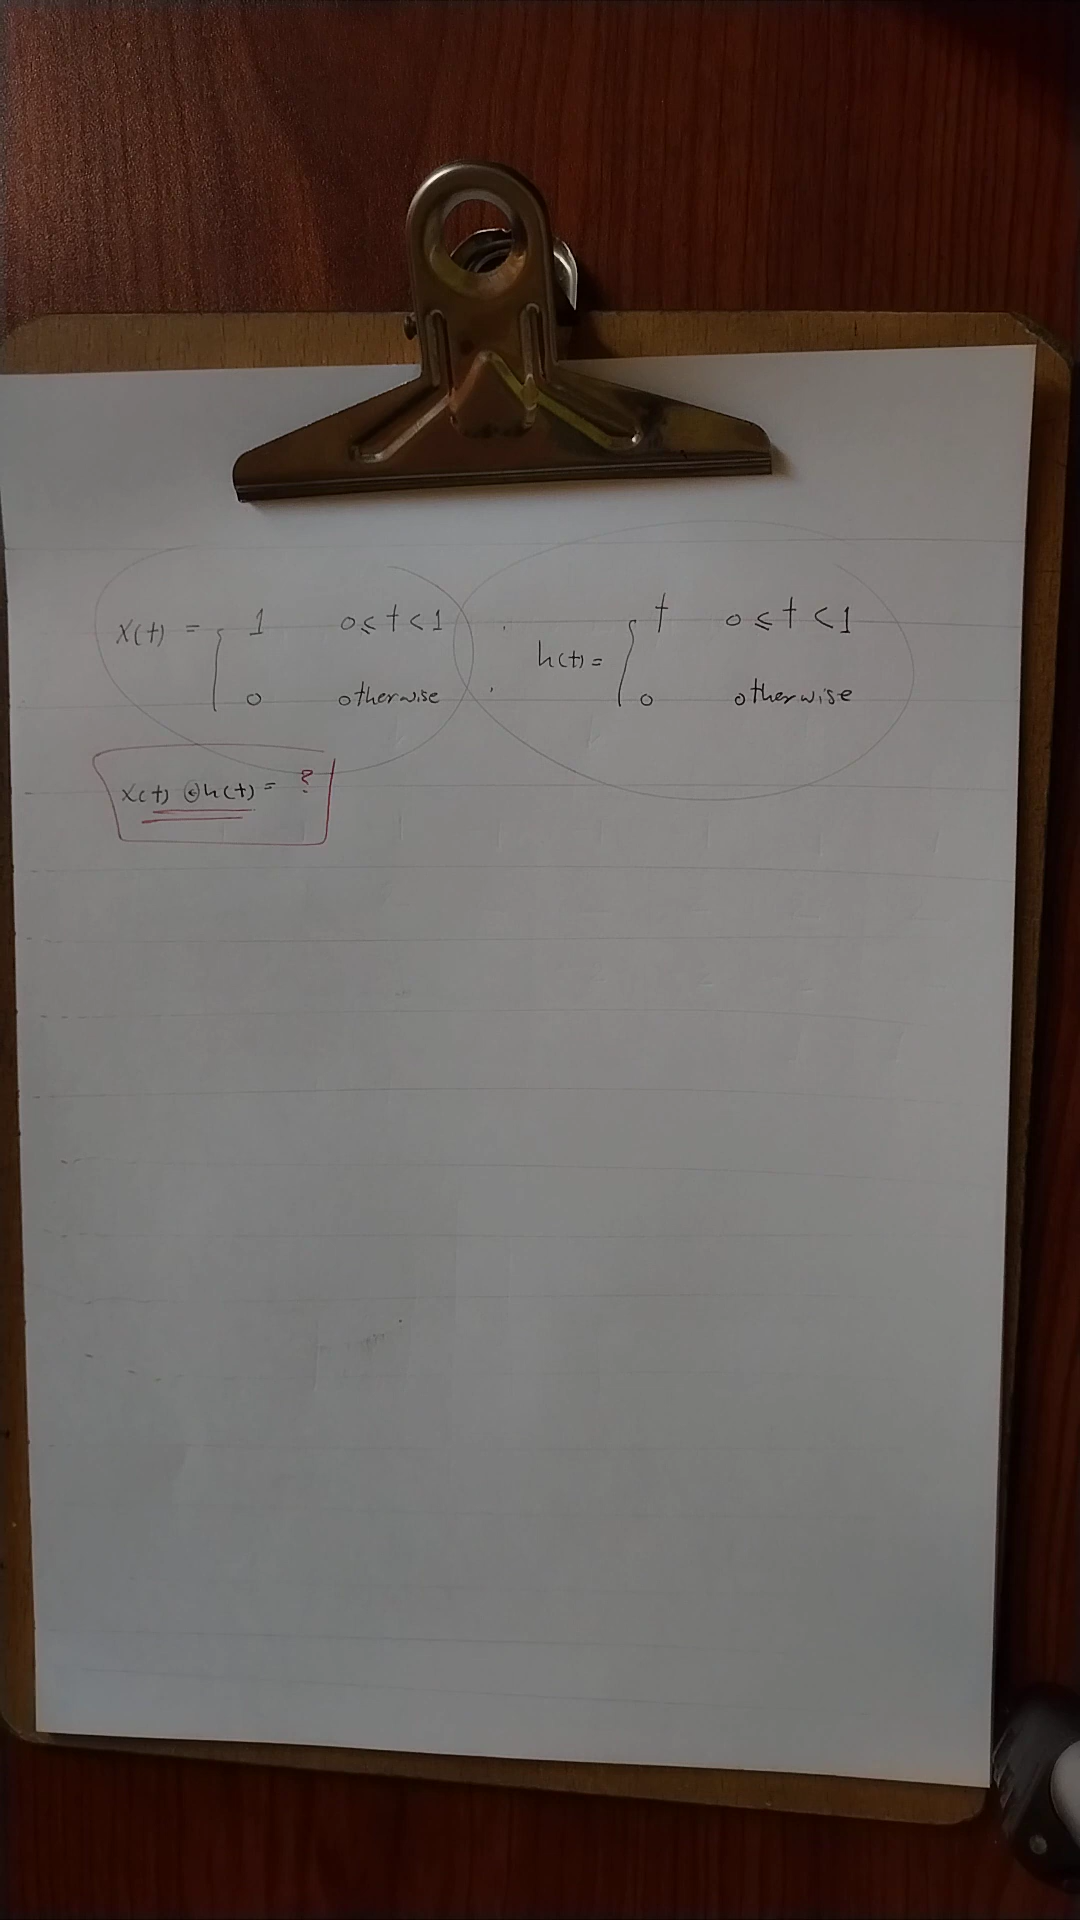 x(t) = { 1 0 ≤ t < 1
0 otherwise
h(t) = { t 0 ≤ t < 1
0 otherwise
x(t) ⊛ h(t) = ?